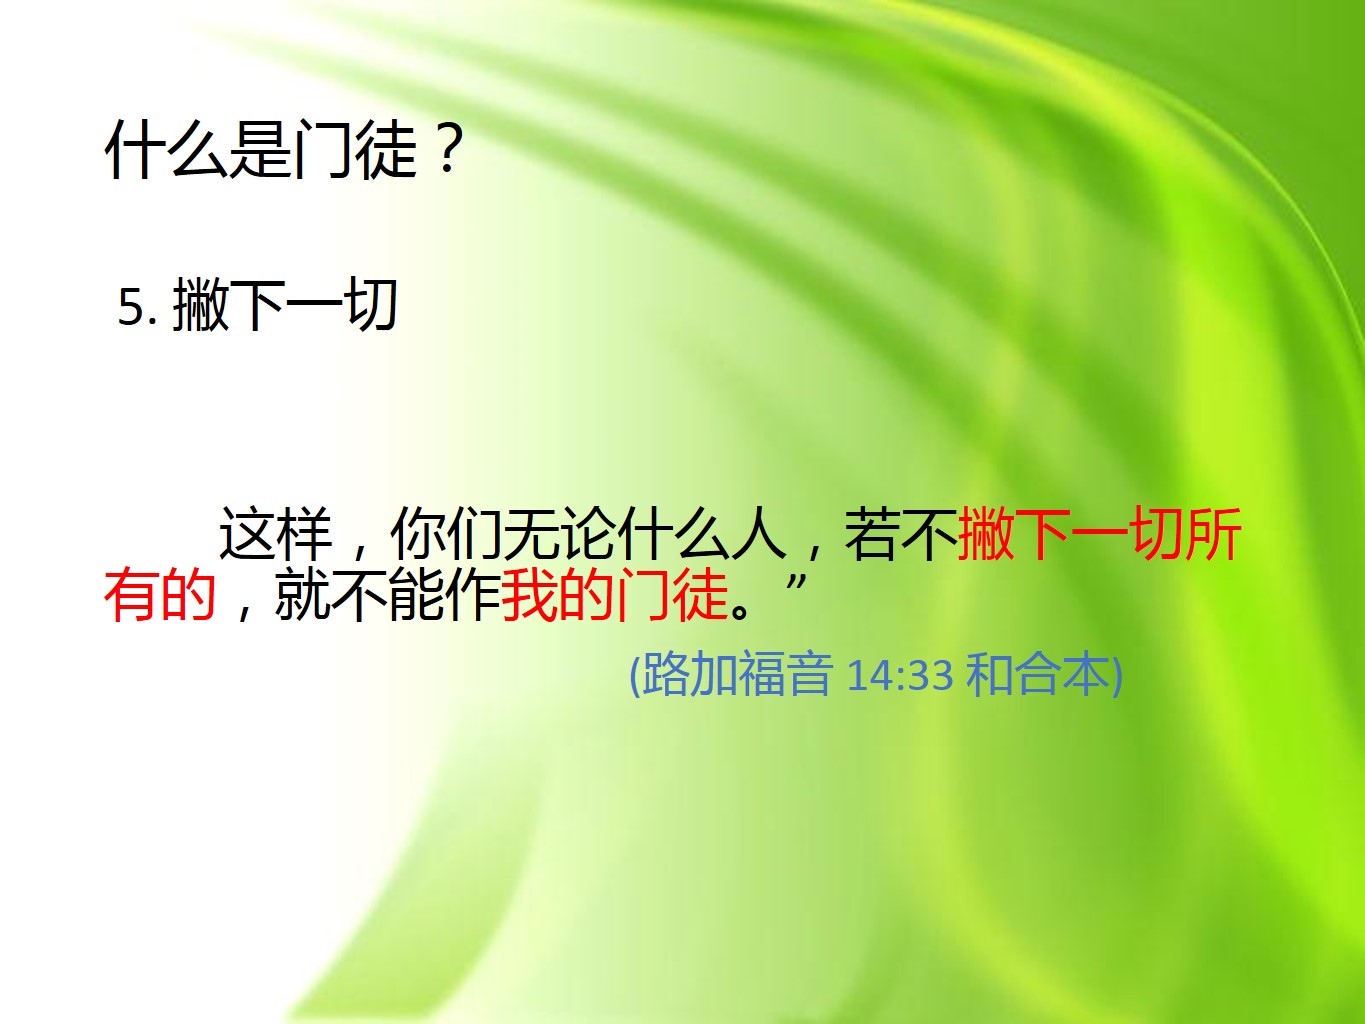 什么是门徒？
5. 撇下一切
这样，你们无论什么人，若不撇下一切所
有的，就不能作我的门徒。”
(路加福音 14:33 和合本)